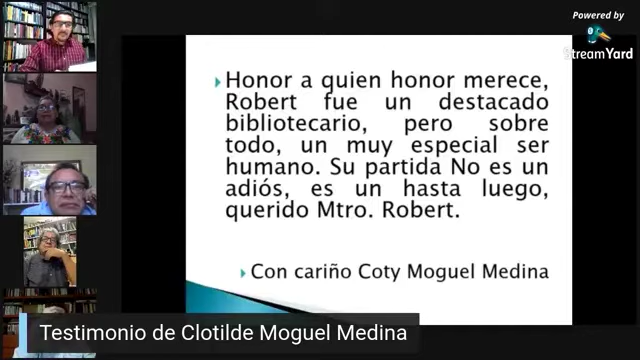 Powered by
StreamYard
Honor a quien honor merece,
Robert fue un destacado
bibliotecario, pero sobre
todo, un muy especial ser
humano. Su partida No es un
adiós, es un hasta luego,
querido Mtro. Robert.
Con cariño Coty Moguel Medina
Testimonio de Clotilde Moguel Medina